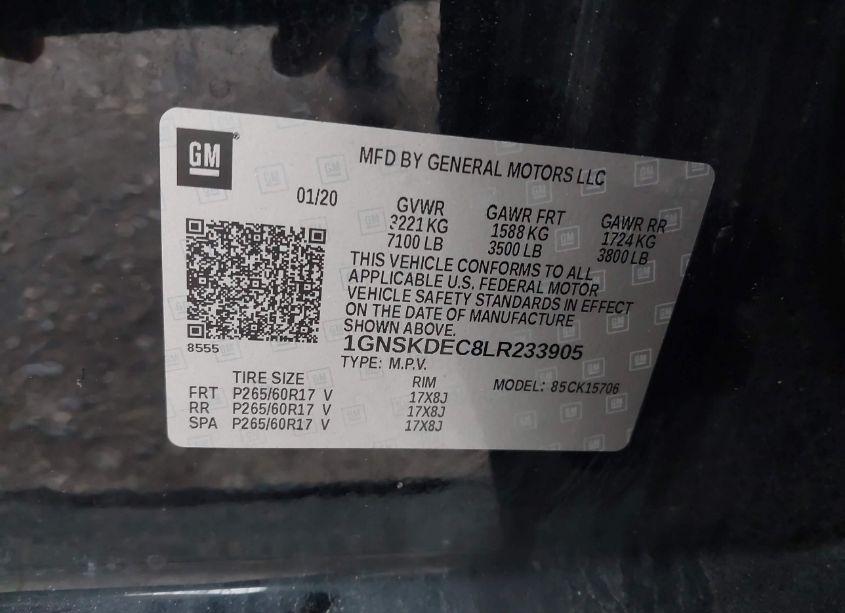 GM
MFD BY GENERAL MOTORS LLC
01/20
GVWR GAWR FRT GAWR RR
3221 KG 1588 KG 1724 KG
7100 LB 3500 LB 3800 LB
THIS VEHICLE CONFORMS TO ALL
APPLICABLE U.S. FEDERAL MOTOR
VEHICLE SAFETY STANDARDS IN EFFECT
ON THE DATE OF MANUFACTURE
SHOWN ABOVE.
8555
1GNSKDEC8LR233905
TYPE: M.P.V.
TIRE SIZE RIM MODEL: 85CK15706
FRT P265/60R17 V 17X8J
RR P265/60R17 V 17X8J
SPA P265/60R17 V 17X8J